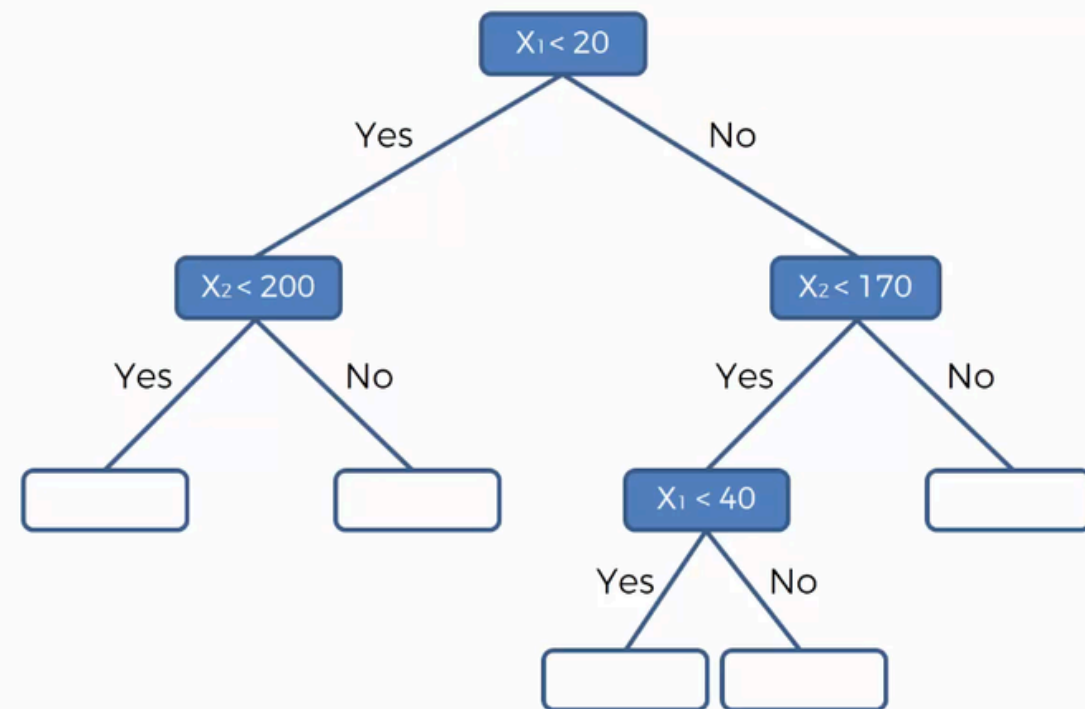 X₁ < 20
Yes
No
X₂ < 200
X₂ < 170
Yes
No
Yes
No
X₁ < 40
Yes
No